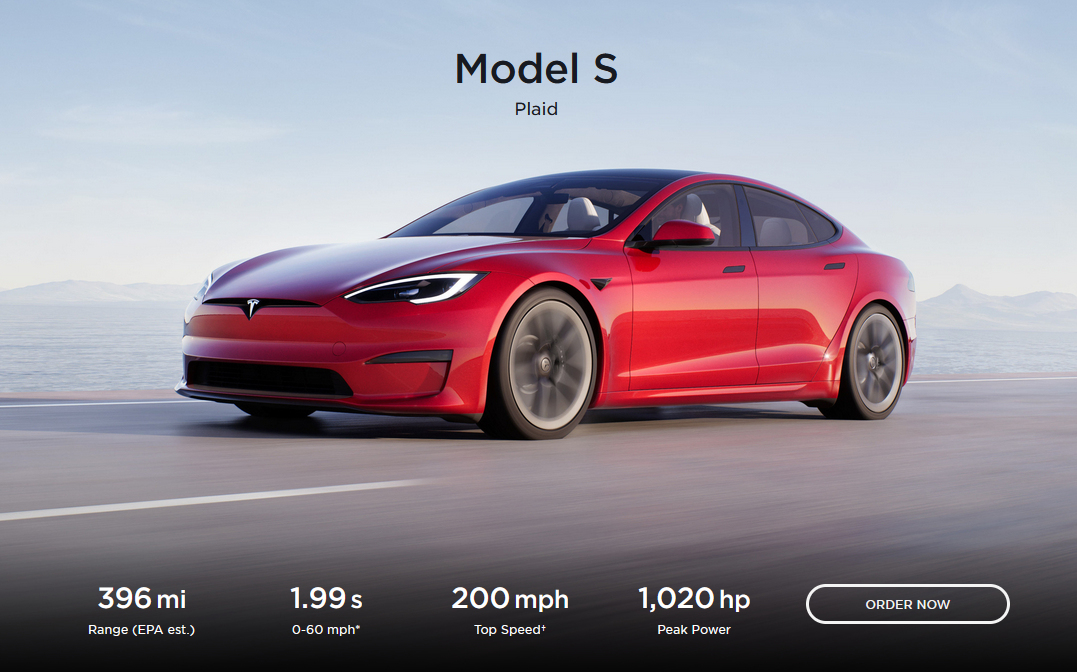 Model S
Plaid
396 mi
Range (EPA est.)
1.99 s
0-60 mph*
200 mph
Top Speed†
1,020 hp
Peak Power
ORDER NOW